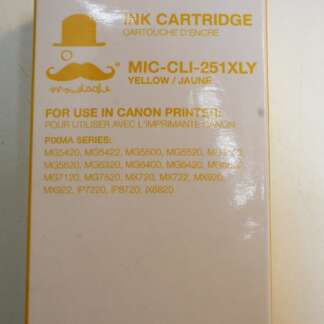 INK CARTRIDGE
CARTOUCHE D'ENCRE
moustache
MIC-CLI-251XLY
YELLOW / JAUNE
FOR USE IN CANON PRINTER:
POUR UTILISER AVEC L'IMPRIMANTE CANON
PIXMA SERIES:
MG5420, MG5422, MG5500, MG5520,
MG5620, MG6320, MG6400, MG6420,
MG7120, MG7520, MX720, MX722, MX920,
MX922, IP7220, IP8720, IX6820